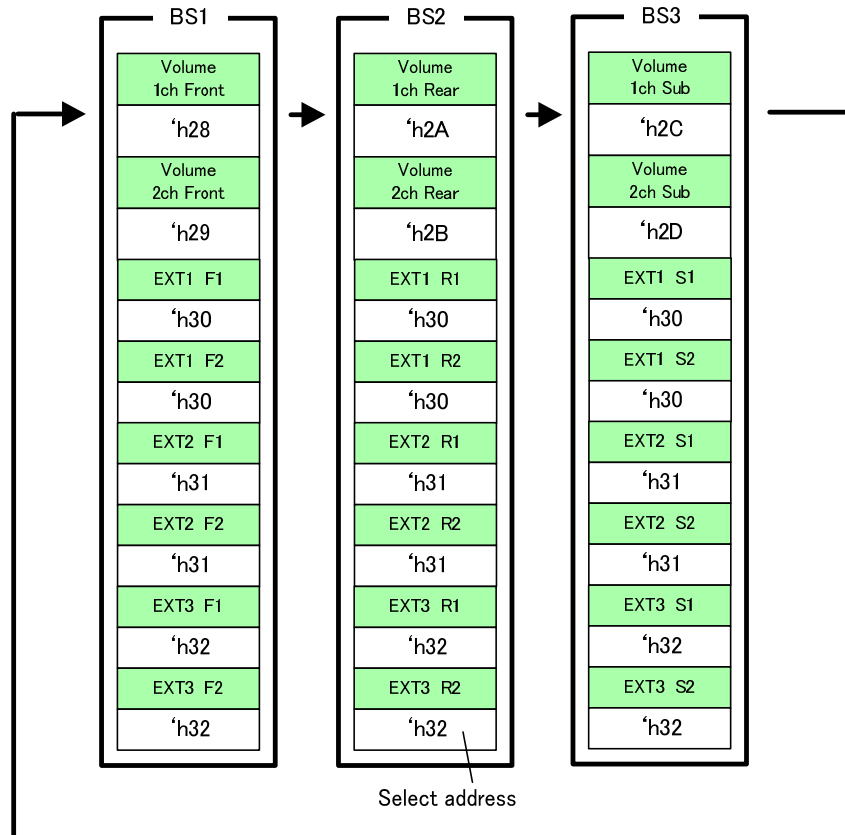 BS1
Volume
1ch Front
‘h28
Volume
2ch Front
‘h29
EXT1 F1
‘h30
EXT1 F2
‘h30
EXT2 F1
‘h31
EXT2 F2
‘h31
EXT3 F1
‘h32
EXT3 F2
‘h32
BS2
Volume
1ch Rear
‘h2A
Volume
2ch Rear
‘h2B
EXT1 R1
‘h30
EXT1 R2
‘h30
EXT2 R1
‘h31
EXT2 R2
‘h31
EXT3 R1
‘h32
EXT3 R2
‘h32
Select address
BS3
Volume
1ch Sub
‘h2C
Volume
2ch Sub
‘h2D
EXT1 S1
‘h30
EXT1 S2
‘h30
EXT2 S1
‘h31
EXT2 S2
‘h31
EXT3 S1
‘h32
EXT3 S2
‘h32